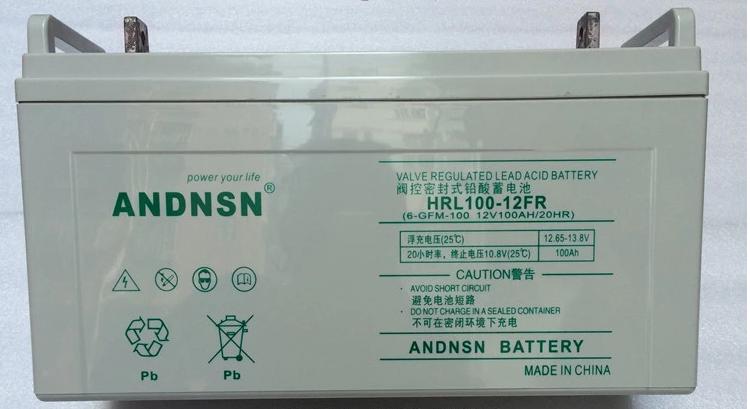 power your life
ANDNSN®
Pb
Pb
VALVE REGULATED LEAD ACID BATTERY
阀控密封式铅酸蓄电池
HRL100-12FR
(6-GFM-100 12V100AH/20HR)
浮充电压(25℃) 12.65-13.8V
20小时率，终止电压10.8V(25℃) 100Ah
CAUTION警告
· AVOID SHORT CIRCUIT
避免电池短路
· DO NOT CHARGE IN A SEALED CONTAINER
不可在密闭环境下充电
ANDNSN BATTERY
MADE IN CHINA